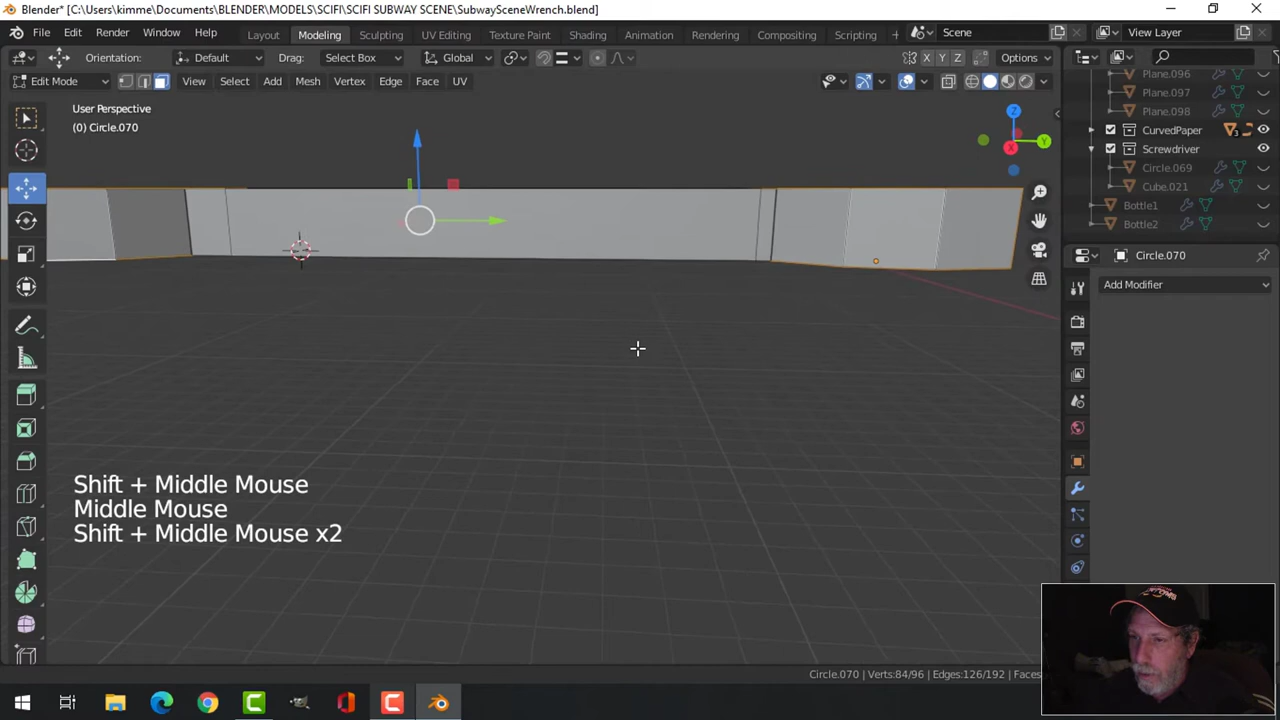 Blender* [C:\Users\kimme\Documents\BLENDER\MODELS\SCIFI\SCIFI SUBWAY SCENE\SubwaySceneWrench.blend]
File Edit Render Window Help Layout Modeling Sculpting UV Editing Texture Paint Shading Animation Rendering Compositing Scripting + Scene View Layer
Orientation: Default Drag: Select Box Global X Y Z Options
Edit Mode View Select Add Mesh Vertex Edge Face UV
User Perspective
(0) Circle.070
Z
Y
X
Plane.096
Plane.097
Plane.098
CurvedPaper 3
Screwdriver
Circle.069
Cube.021
Bottle1
Bottle2
Circle.070
Add Modifier
Shift + Middle Mouse
Middle Mouse
Shift + Middle Mouse x2
Circle.070 | Verts:84/96 | Edges:126/192 | Faces